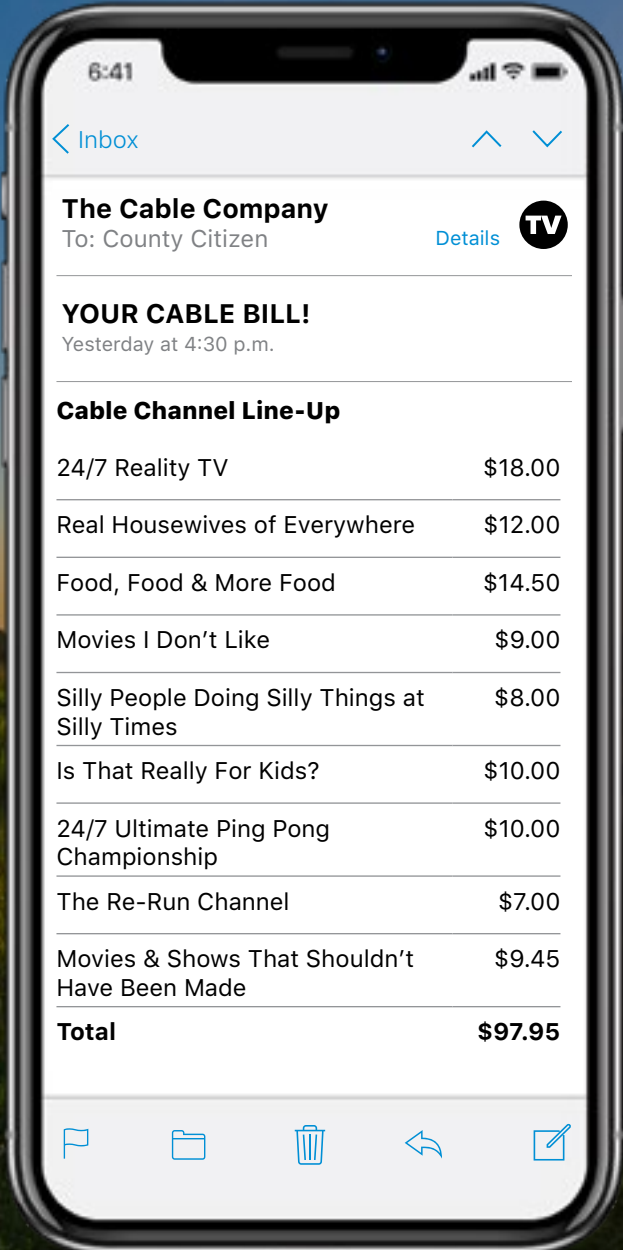 6:41
Inbox
The Cable Company
To: County Citizen
Details
TV
YOUR CABLE BILL!
Yesterday at 4:30 p.m.
Cable Channel Line-Up
24/7 Reality TV $18.00
Real Housewives of Everywhere $12.00
Food, Food & More Food $14.50
Movies I Don’t Like $9.00
Silly People Doing Silly Things at $8.00
Silly Times
Is That Really For Kids? $10.00
24/7 Ultimate Ping Pong $10.00
Championship
The Re-Run Channel $7.00
Movies & Shows That Shouldn’t $9.45
Have Been Made
Total $97.95